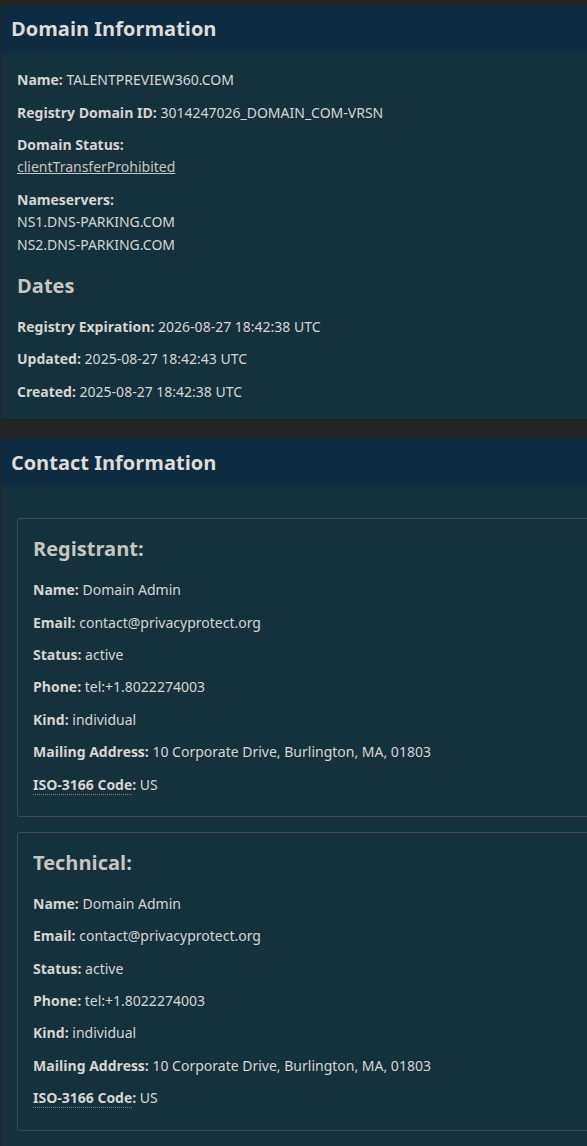 Domain Information
Name: TALENTPREVIEW360.COM
Registry Domain ID: 3014247026_DOMAIN_COM-VRSN
Domain Status:
clientTransferProhibited
Nameservers:
NS1.DNS-PARKING.COM
NS2.DNS-PARKING.COM
Dates
Registry Expiration: 2026-08-27 18:42:38 UTC
Updated: 2025-08-27 18:42:43 UTC
Created: 2025-08-27 18:42:38 UTC
Contact Information
Registrant:
Name: Domain Admin
Email: contact@privacyprotect.org
Status: active
Phone: tel:+1.8022274003
Kind: individual
Mailing Address: 10 Corporate Drive, Burlington, MA, 01803
ISO-3166 Code: US
Technical:
Name: Domain Admin
Email: contact@privacyprotect.org
Status: active
Phone: tel:+1.8022274003
Kind: individual
Mailing Address: 10 Corporate Drive, Burlington, MA, 01803
ISO-3166 Code: US